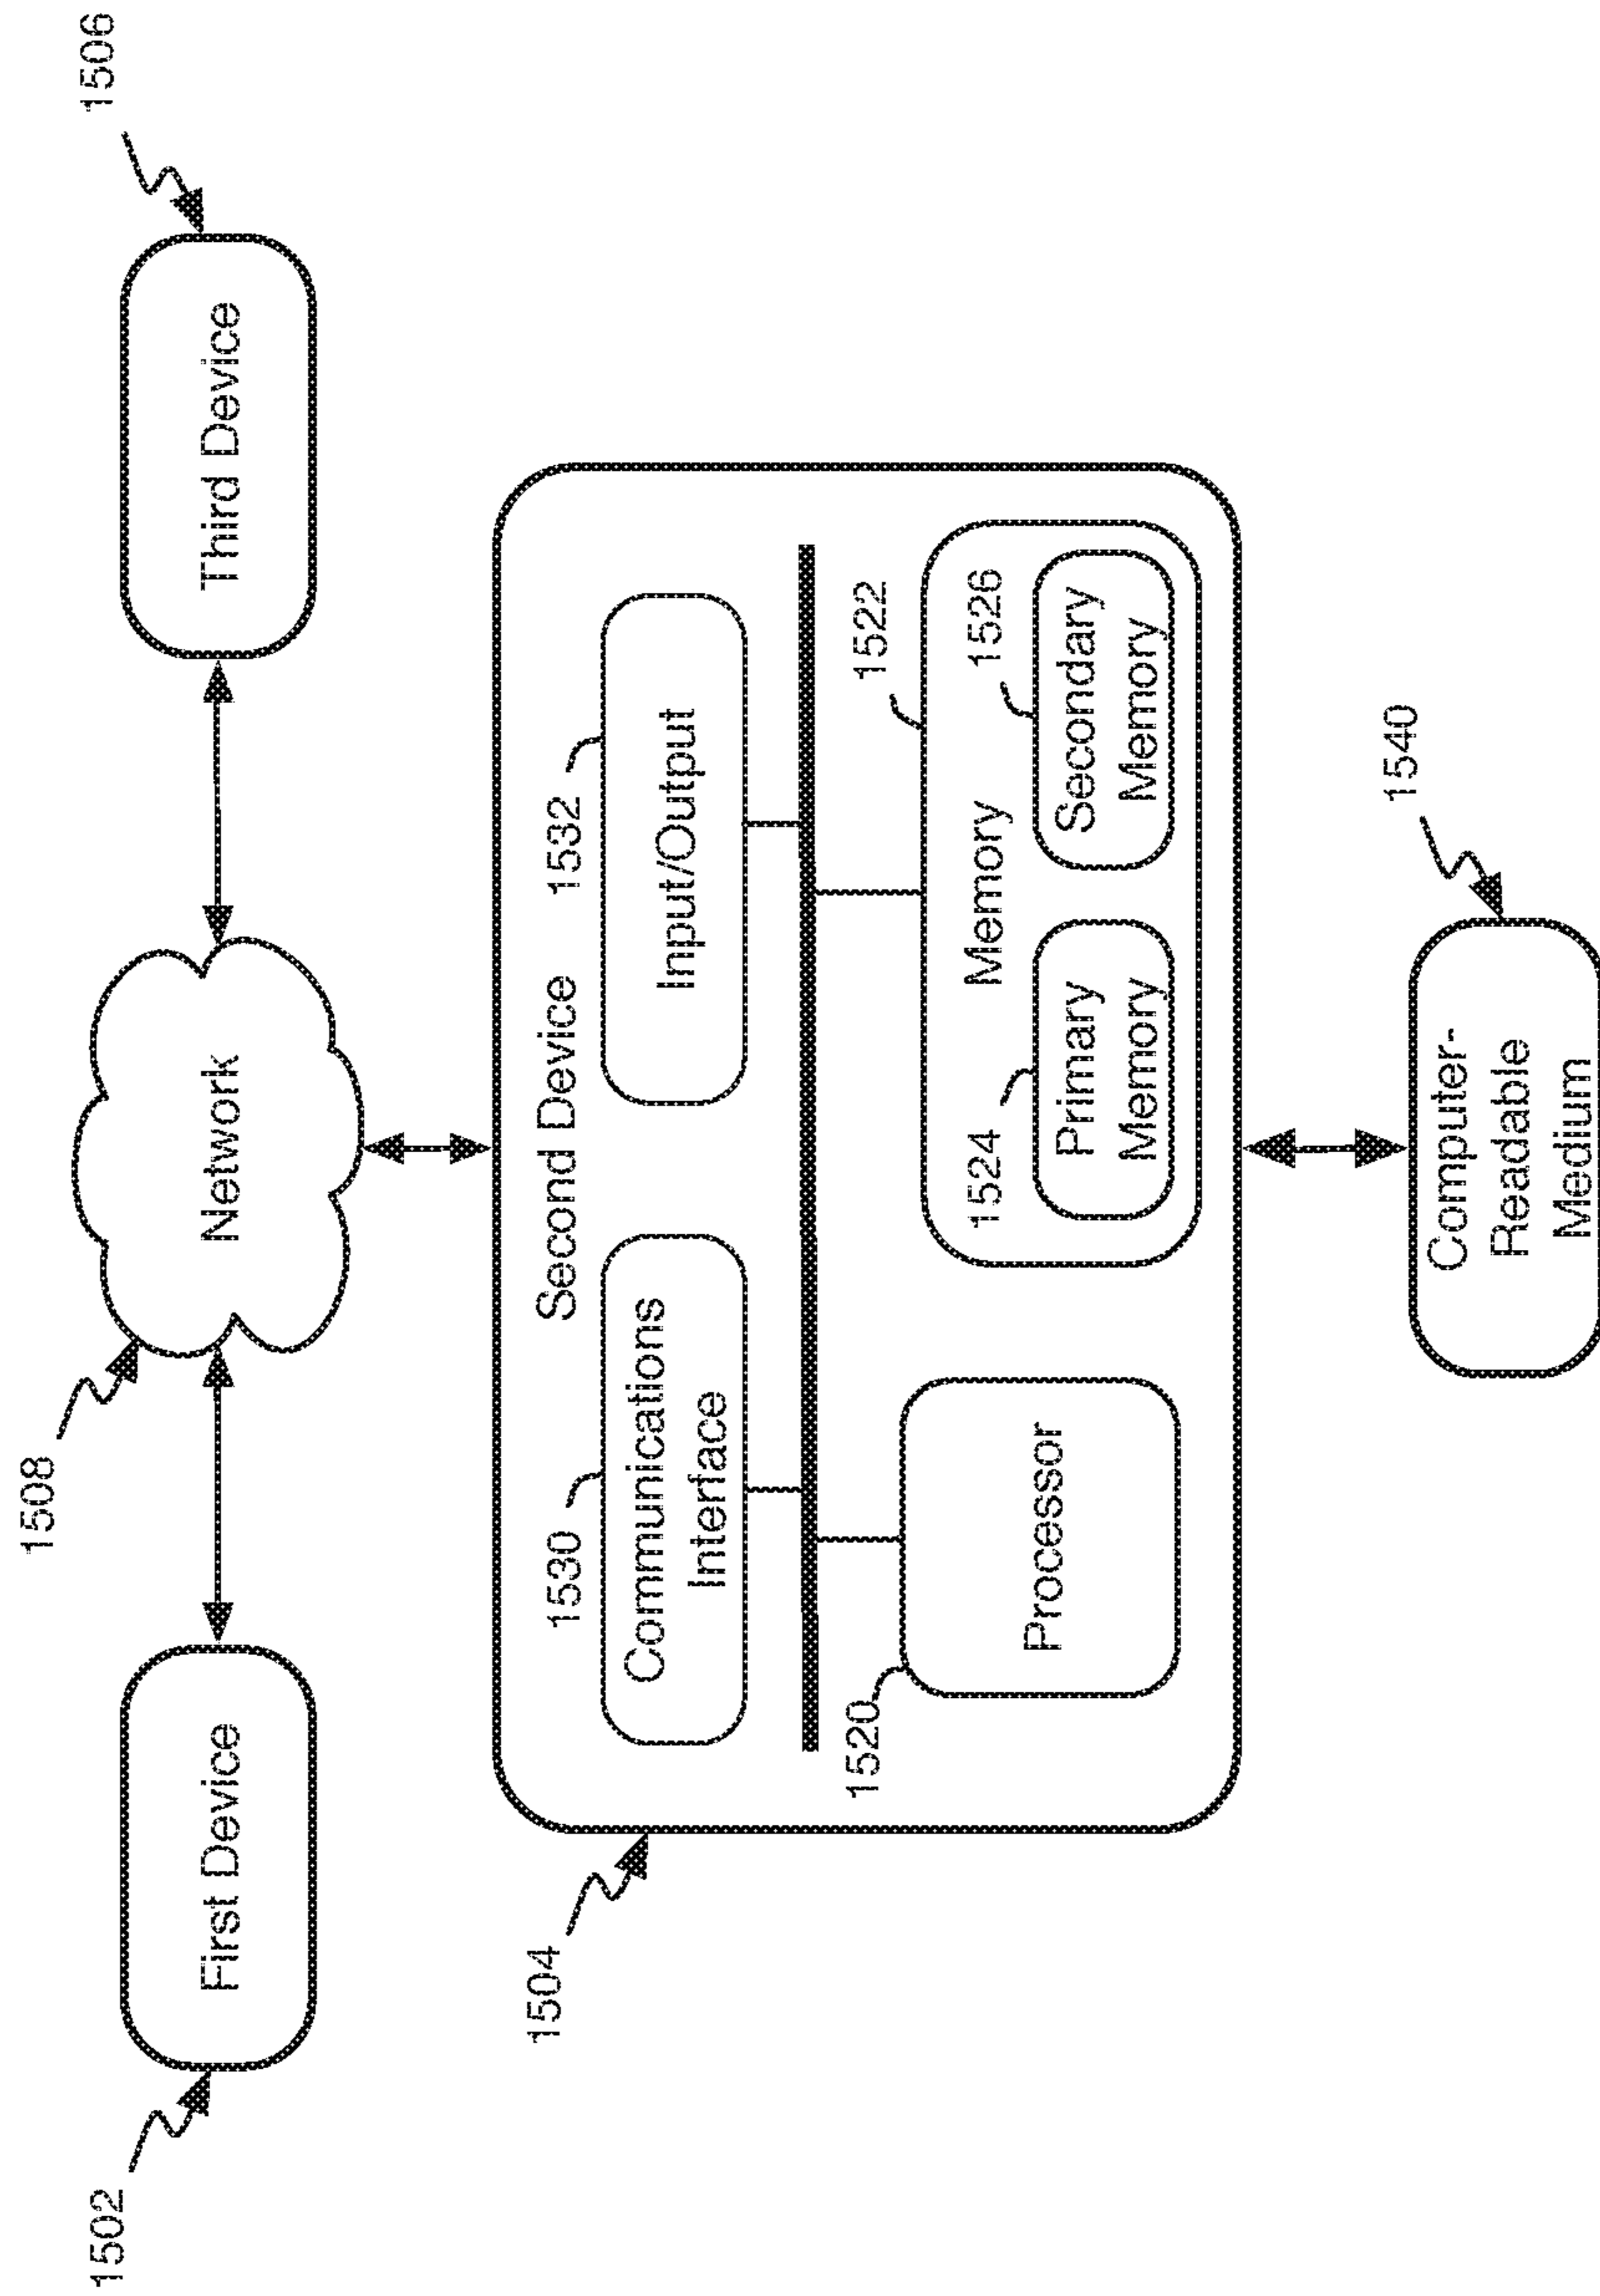 1508
1502
1506
First Device
Network
Third Device
1504
Second Device
1530
1532
Communications
Interface
Input/Output
1520
1522
Processor
Memory
1524
1526
Primary
Memory
Secondary
Memory
1540
Computer-
Readable
Medium